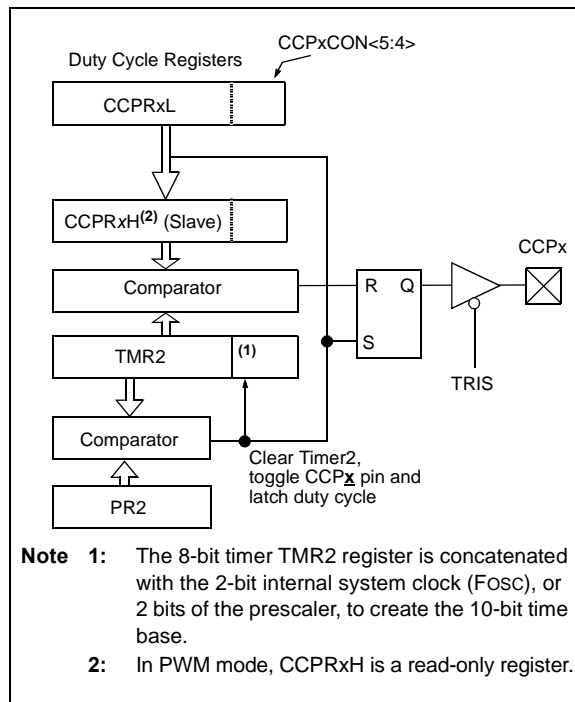 CCPxCON<5:4>
Duty Cycle Registers
CCPRxL
CCPRxH(2) (Slave)
CCPx
Comparator
R Q
TMR2
(1)
S
TRIS
Comparator
Clear Timer2,
toggle CCPx pin and
latch duty cycle
PR2
Note 1: The 8-bit timer TMR2 register is concatenated
with the 2-bit internal system clock (FOSC), or
2 bits of the prescaler, to create the 10-bit time
base.
2: In PWM mode, CCPRxH is a read-only register.